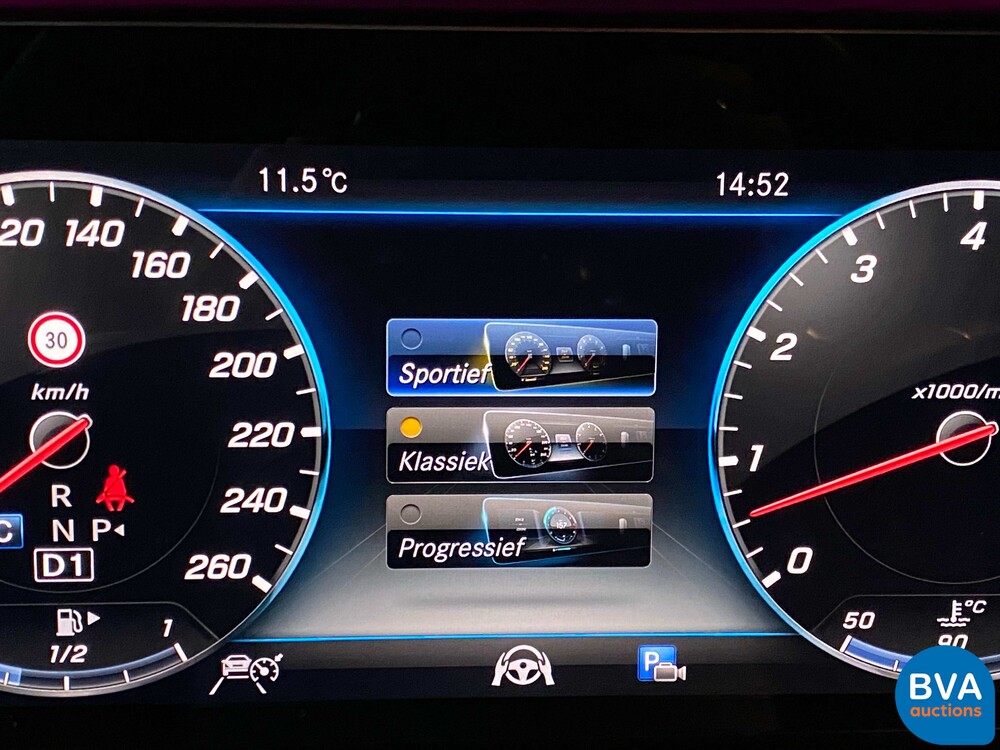 11.5°C
14:52
20 140
160
180
200
220
240
260
30
km/h
R
N P
C
D1
1/2
1
Sportief
Klassiek
Progressief
4
3
2
1
0
x1000/m
50
°C
90
P
BVA
auctions